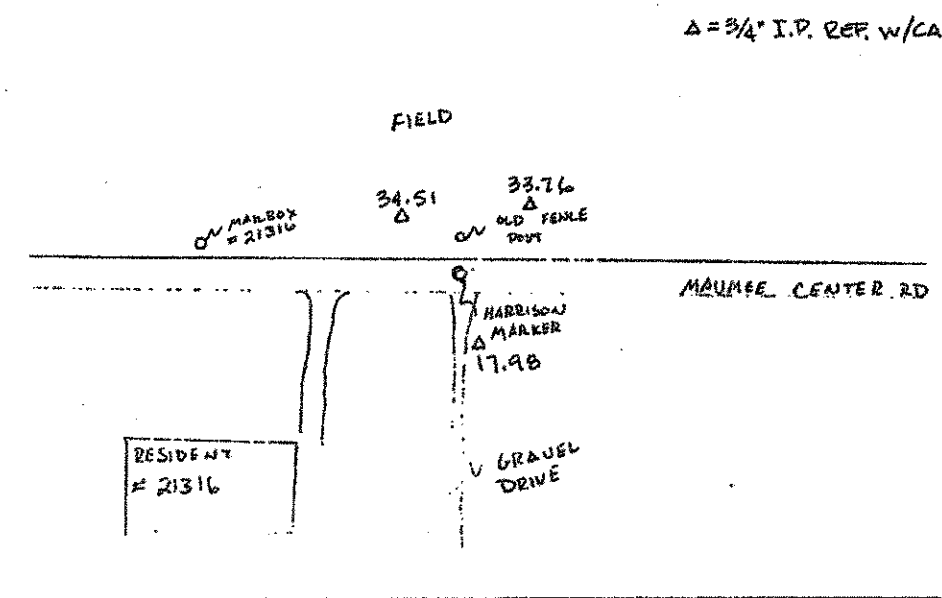 Δ = 3/4" I.P. REF. W/CA
FIELD
34.51
Δ
33.76
Δ
MAILBOX
# 21316
OLD FENCE
POST
MAUMEE CENTER RD
HARRISON
MARKER
Δ
17.98
RESIDENT
# 21316
GRAVEL
DRIVE